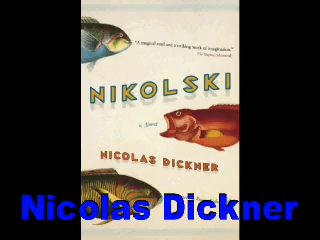 "A magical read and a striking work of imagination."
NIKOLSKI
a Novel
NICOLAS DICKNER
Nicolas Dickner